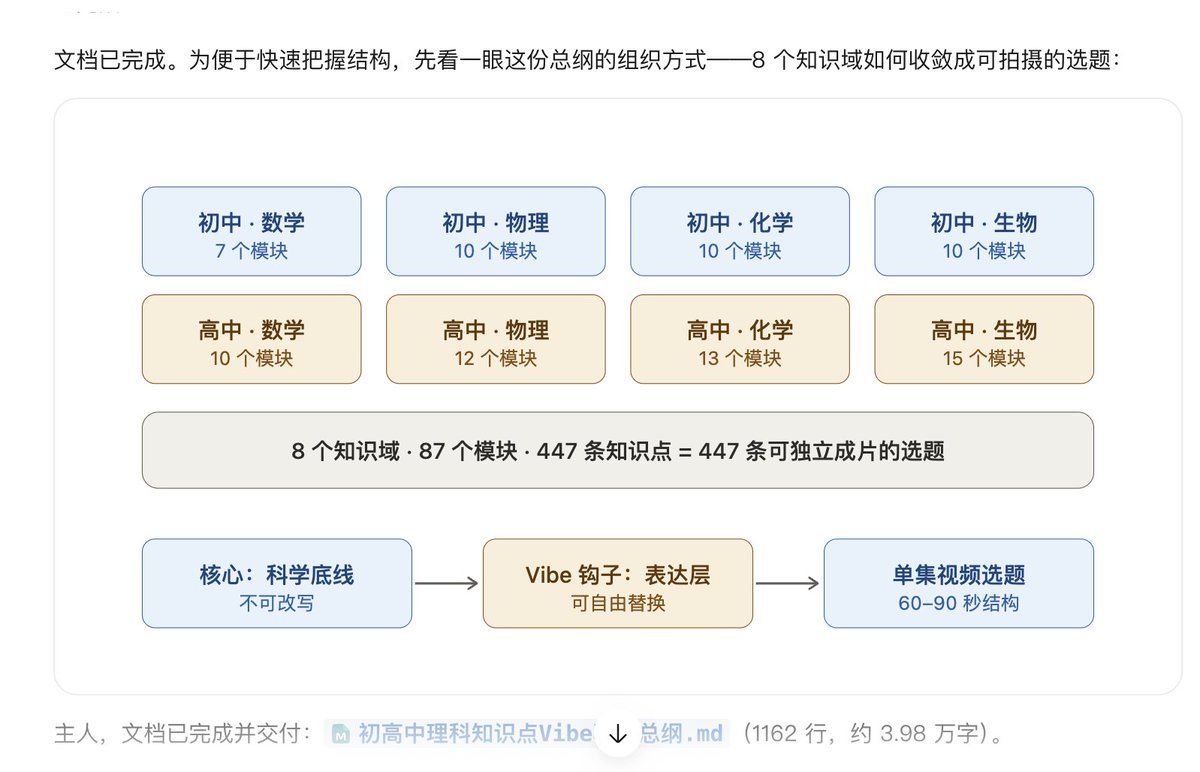 文档已完成。为便于快速把握结构，先看一眼这份总纲的组织方式——8 个知识域如何收敛成可拍摄的选题：
初中 · 数学
7 个模块
初中 · 物理
10 个模块
初中 · 化学
10 个模块
初中 · 生物
10 个模块
高中 · 数学
10 个模块
高中 · 物理
12 个模块
高中 · 化学
13 个模块
高中 · 生物
15 个模块
8 个知识域 · 87 个模块 · 447 条知识点 = 447 条可独立成片的选题
核心：科学底线
不可改写
Vibe 钩子：表达层
可自由替换
单集视频选题
60–90 秒结构
主人，文档已完成并交付： 初高中理科知识点Vibe 总纲.md （1162 行，约 3.98 万字）。